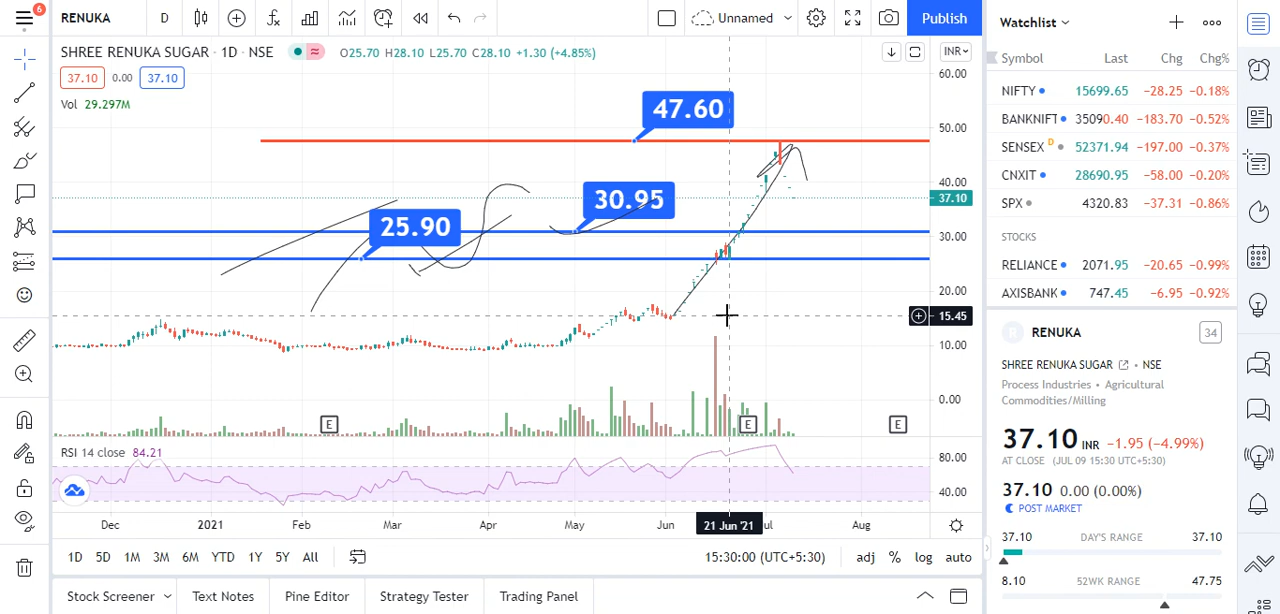 6
RENUKA D Unnamed Publish Watchlist
SHREE RENUKA SUGAR · 1D · NSE O25.70 H28.10 L25.70 C28.10 +1.30 (+4.85%) INR
37.10 0.00 37.10
Vol 29.297M
60.00
50.00
40.00
37.10
30.00
20.00
15.45
10.00
0.00
47.60
30.95
25.90
E E E
RSI 14 close 84.21
80.00
40.00
Dec 2021 Feb Mar Apr May Jun 21 Jun '21 ul Aug
1D 5D 1M 3M 6M YTD 1Y 5Y All 15:30:00 (UTC+5:30) adj % log auto
Stock Screener Text Notes Pine Editor Strategy Tester Trading Panel
Symbol Last Chg Chg%
NIFTY 15699.65 −28.25 −0.18%
BANKNIFT 35090.40 −183.70 −0.52%
SENSEX D 52371.94 −197.00 −0.37%
CNXIT 28690.95 −58.00 −0.20%
SPX 4320.83 −37.31 −0.86%
STOCKS
RELIANCE 2071.95 −20.65 −0.99%
AXISBANK 747.45 −6.95 −0.92%
R RENUKA 34
SHREE RENUKA SUGAR • NSE
Process Industries • Agricultural
Commodities/Milling
37.10 INR −1.95 (−4.99%)
AT CLOSE (JUL 09 15:30 UTC+5:30)
37.10 0.00 (0.00%)
POST MARKET
37.10 DAY'S RANGE 37.10
8.10 52WK RANGE 47.75